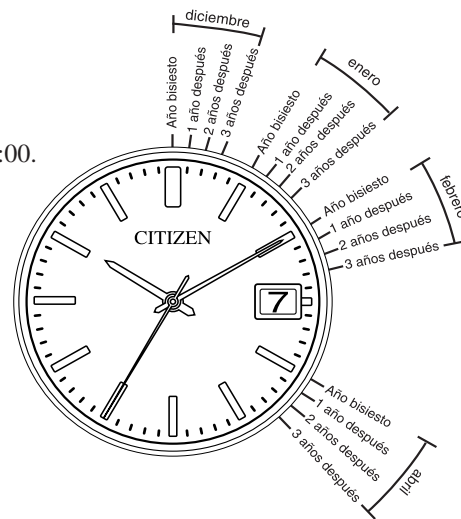 diciembre
Año bisiesto
1 año después
2 años después
3 años después
enero
Año bisiesto
1 año después
2 años después
3 años después
febrero
Año bisiesto
1 año después
2 años después
3 años después
:00.
CITIZEN
7
Año bisiesto
1 año después
2 años después
3 años después
abril